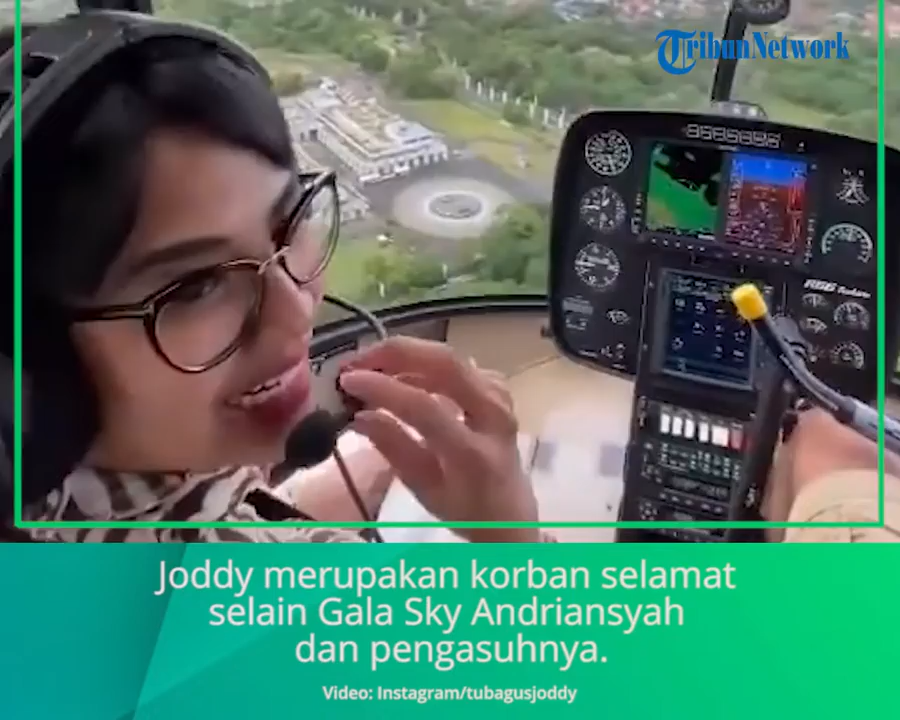 TribunNetwork
Joddy merupakan korban selamat
selain Gala Sky Andriansyah
dan pengasuhnya.
Video: Instagram/tubagusjoddy